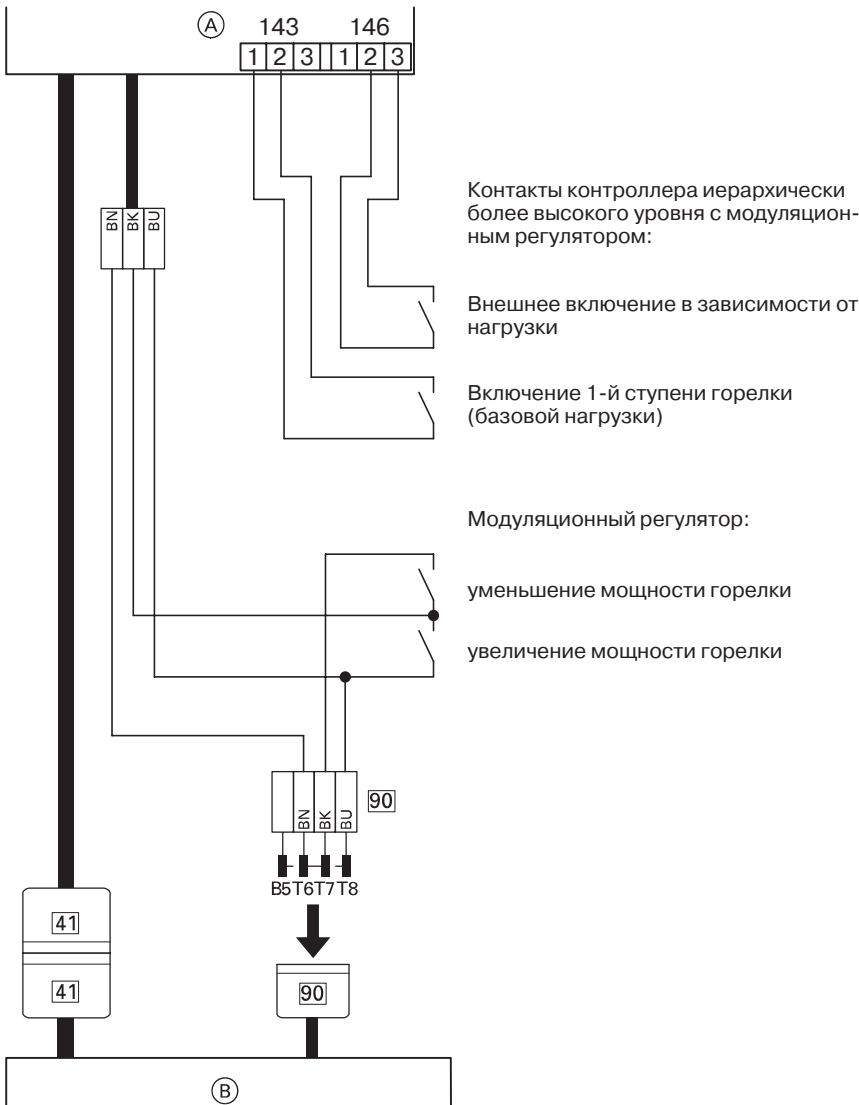 A 143 146
1 2 3 1 2 3
BN BK BU
Контакты контроллера иерархически
более высокого уровня с модуляцион-
ным регулятором:
Внешнее включение в зависимости от
нагрузки
Включение 1-й ступени горелки
(базовой нагрузки)
Модуляционный регулятор:
уменьшение мощности горелки
увеличение мощности горелки
BN BK BU 90
B5 T6 T7 T8
41
41 90
B